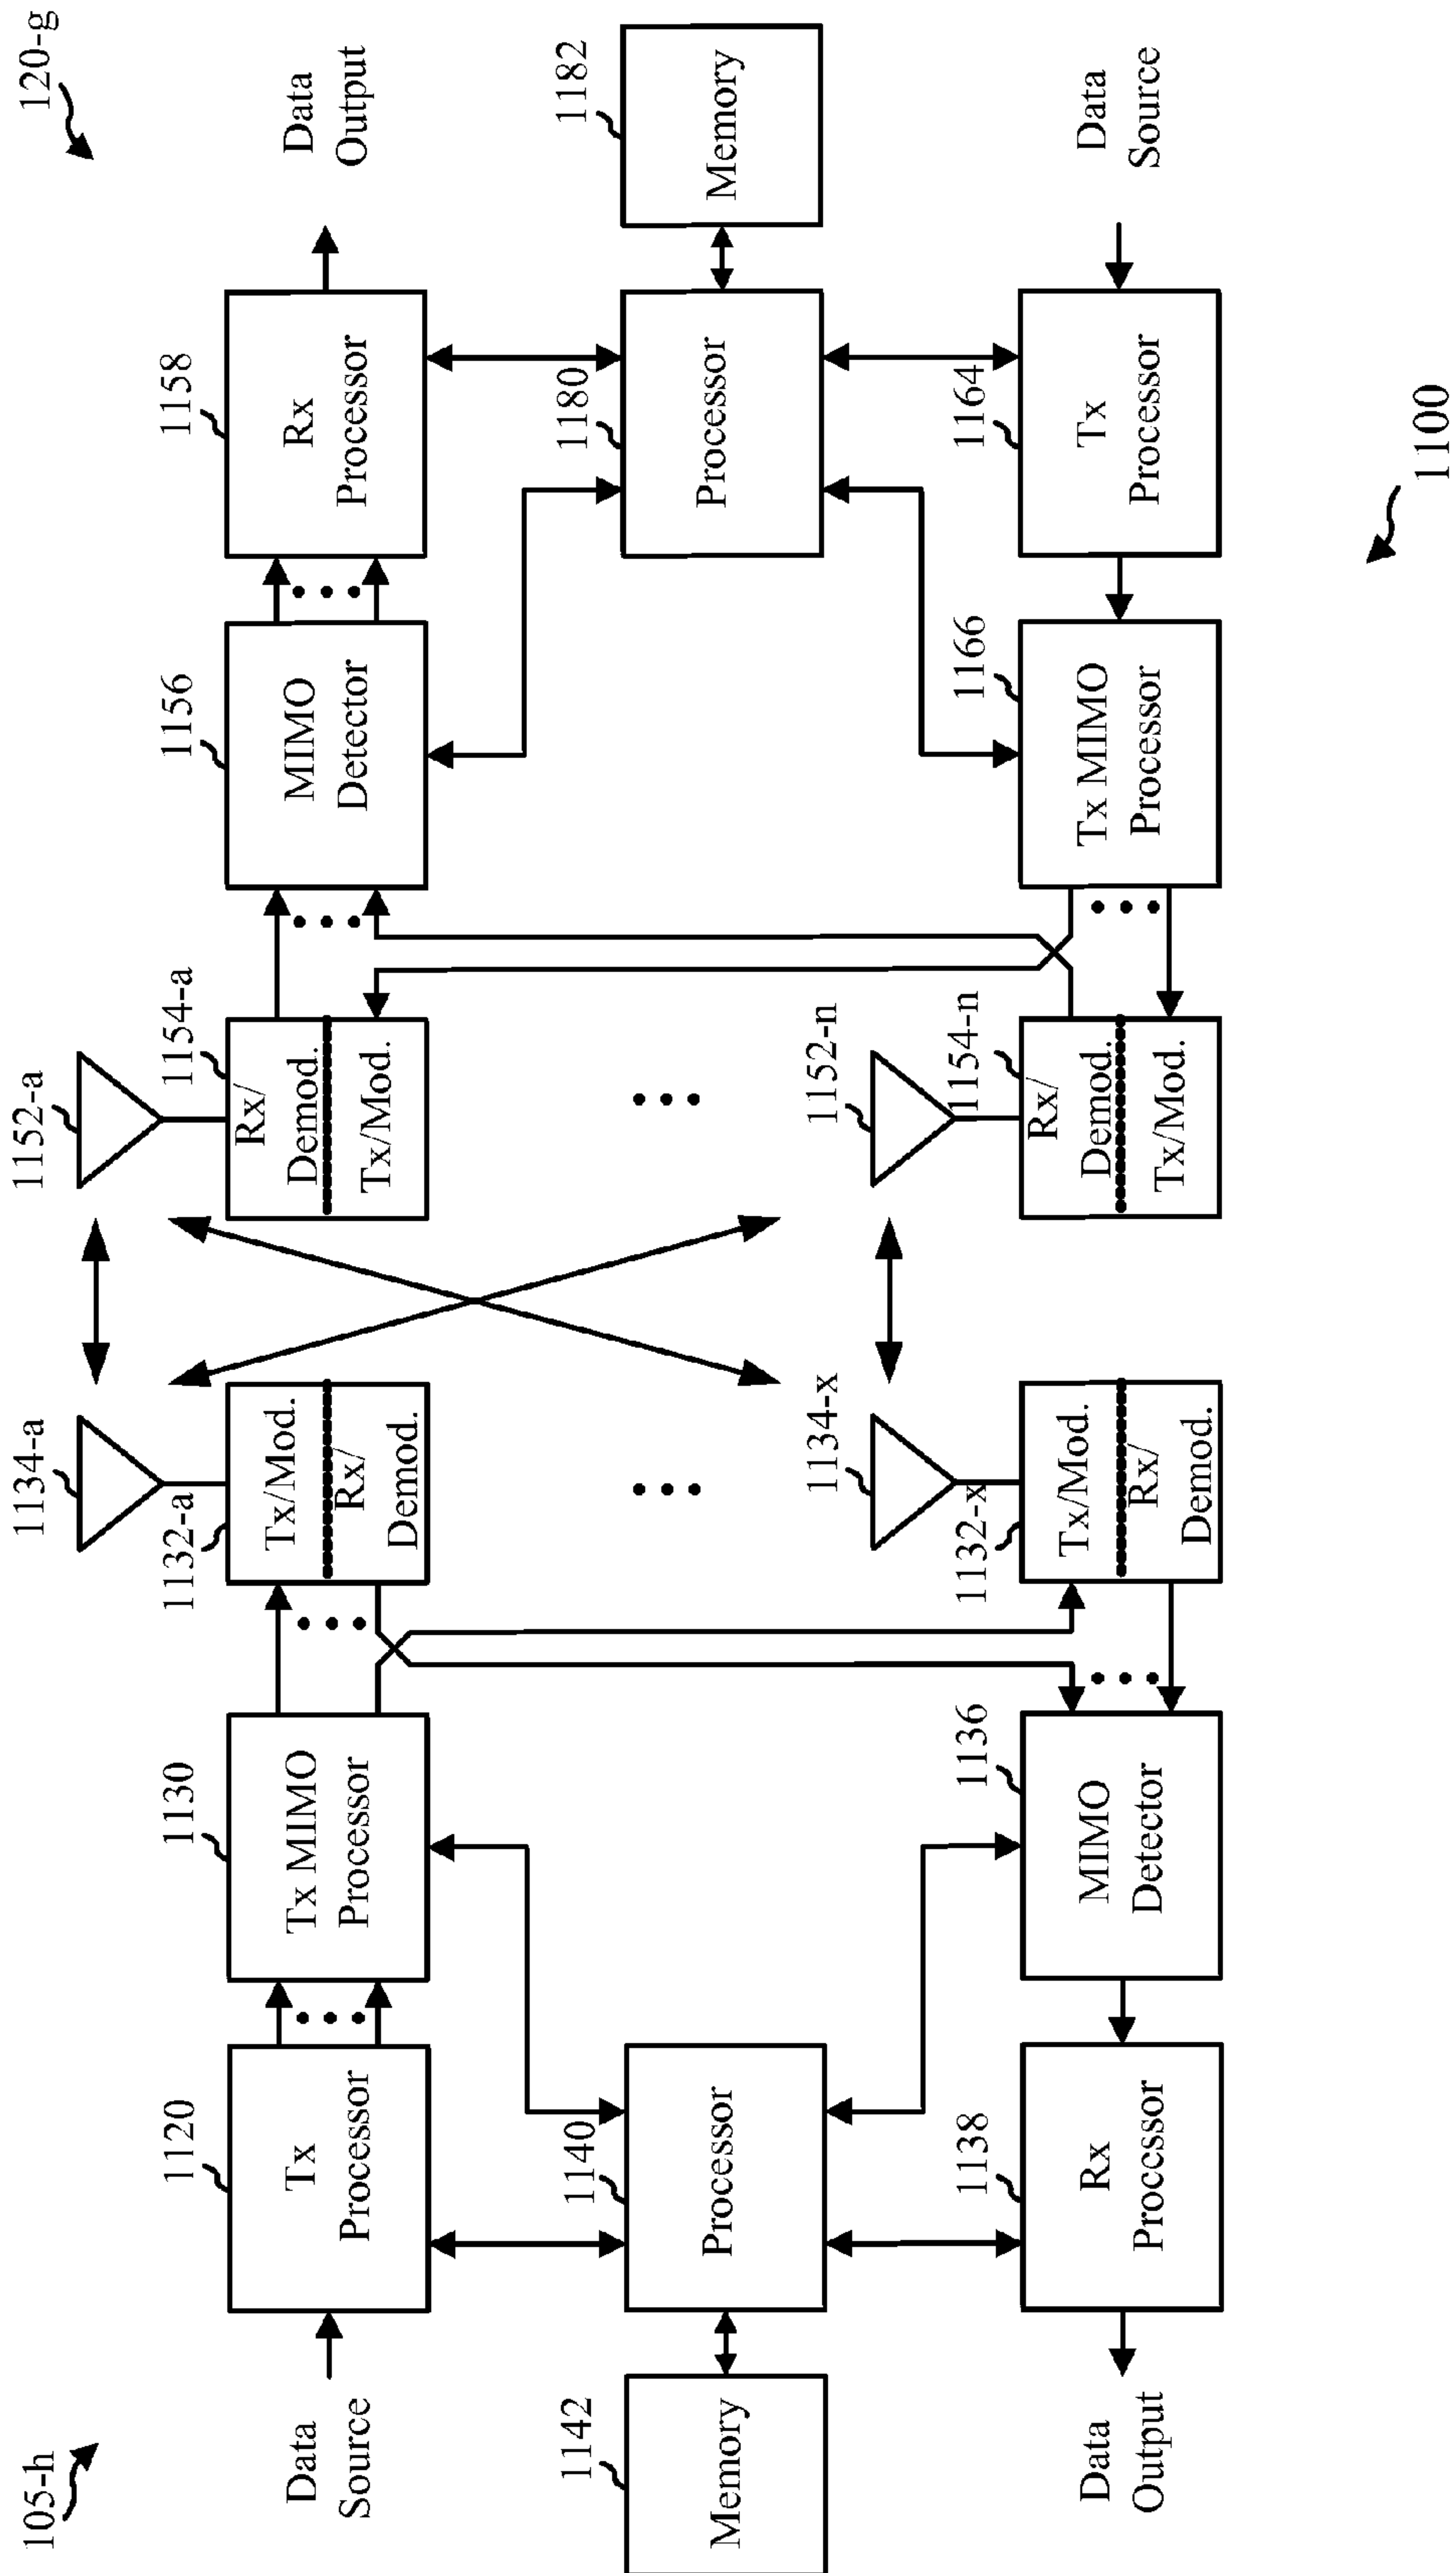 105-h
120-g
Data
Source
1120
Tx
Processor
1130
Tx MIMO
Processor
1132-a
Tx/Mod.
Rx/
Demod.
1134-a
1152-a
1154-a
Rx/
Demod.
Tx/Mod.
1156
MIMO
Detector
1158
Rx
Processor
Data
Output
1142
Memory
1140
Processor
1180
Processor
1182
Memory
Data
Output
1138
Rx
Processor
1136
MIMO
Detector
1132-x
Tx/Mod.
Rx/
Demod.
1134-x
1152-n
1154-n
Rx/
Demod.
Tx/Mod.
1166
Tx MIMO
Processor
1164
Tx
Processor
Data
Source
1100